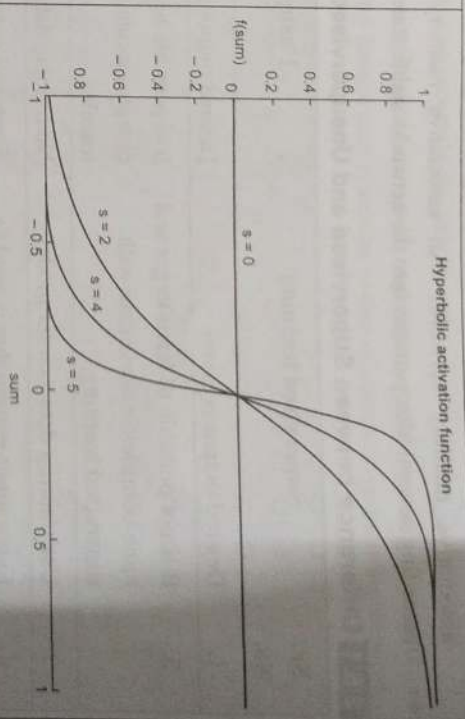 Hyperbolic activation function
f(sum)
1
0.8
0.6
0.4
0.2
0
- 0.2
- 0.4
- 0.6
0.8
- 1
s = 0
s = 2
s = 4
s = 5
- 1
- 0.5
0
0.5
1
sum